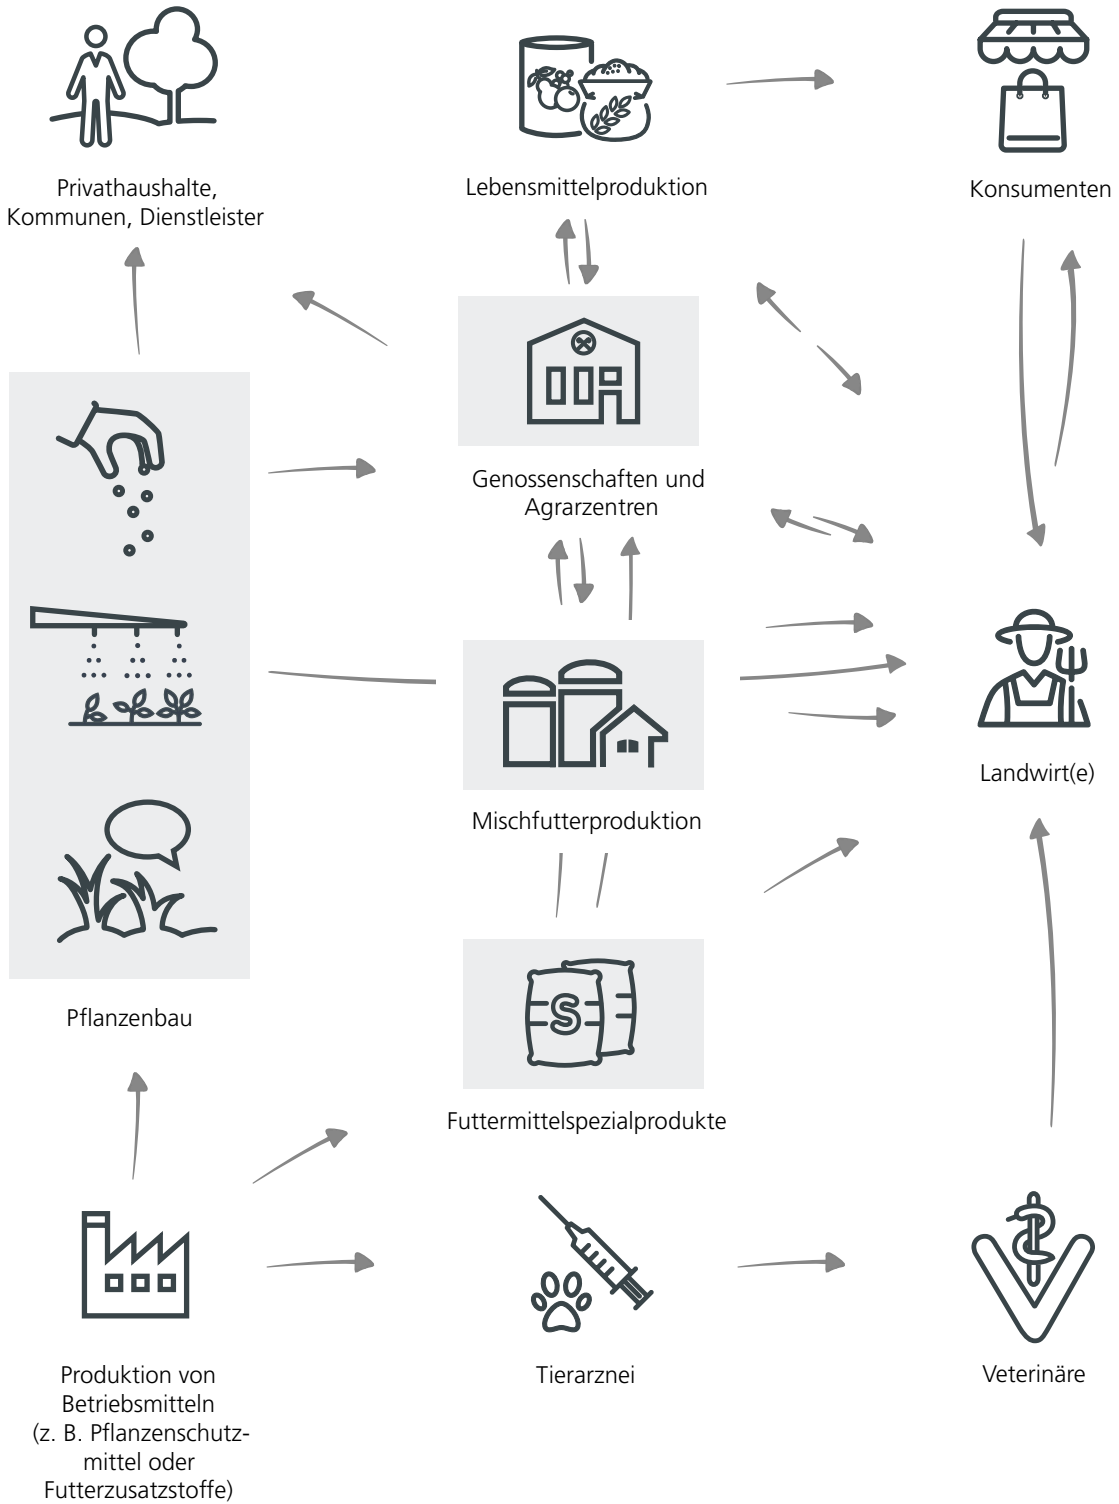 Privathaushalte,
Kommunen, Dienstleister
Lebensmittelproduktion
Konsumenten
Genossenschaften und
Agrarzentren
Landwirt(e)
Mischfutterproduktion
S
Pflanzenbau
Futtermittelspezialprodukte
Produktion von
Betriebsmitteln
(z. B. Pflanzenschutz-
mittel oder
Futterzusatzstoffe)
Tierarznei
Veterinäre